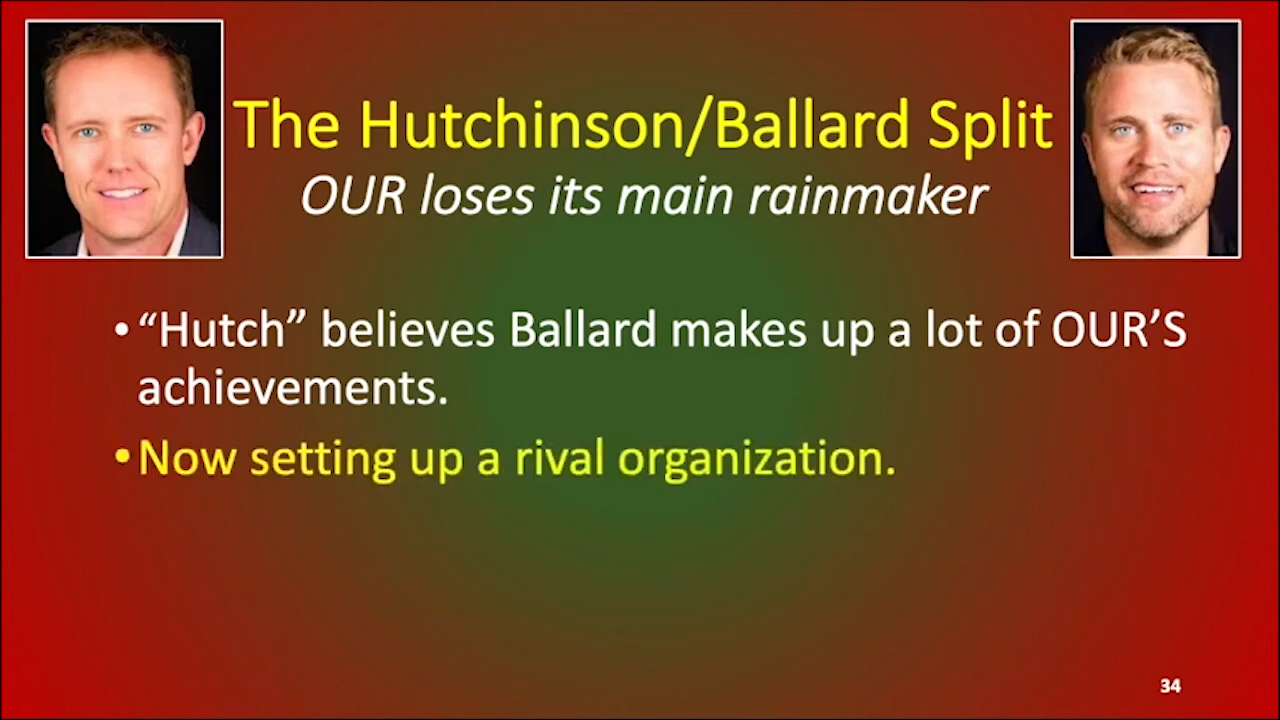 The Hutchinson/Ballard Split
OUR loses its main rainmaker
• “Hutch” believes Ballard makes up a lot of OUR’S
achievements.
• Now setting up a rival organization.
34